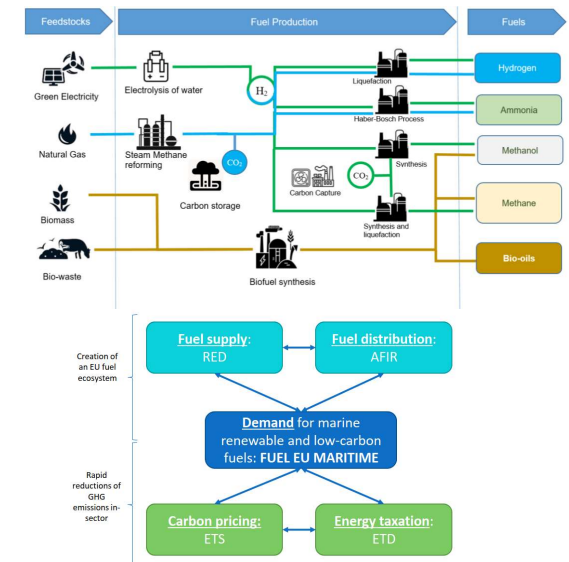 Feedstocks
Fuel Production
Fuels
Green Electricity
Electrolysis of water
H2
Liquefaction
Hydrogen
Haber-Bosch Process
Ammonia
Natural Gas
Steam Methane
reforming
CO2
Carbon storage
Carbon Capture
CO2
Synthesis
Methanol
Biomass
Synthesis and
liquefaction
Methane
Bio-waste
Biofuel synthesis
Bio-oils
Creation of
an EU fuel
ecosystem
Fuel supply:
RED
Fuel distribution:
AFIR
Demand for marine
renewable and low-carbon
fuels: FUEL EU MARITIME
Rapid
reductions of
GHG
emissions in-
sector
Carbon pricing:
ETS
Energy taxation:
ETD